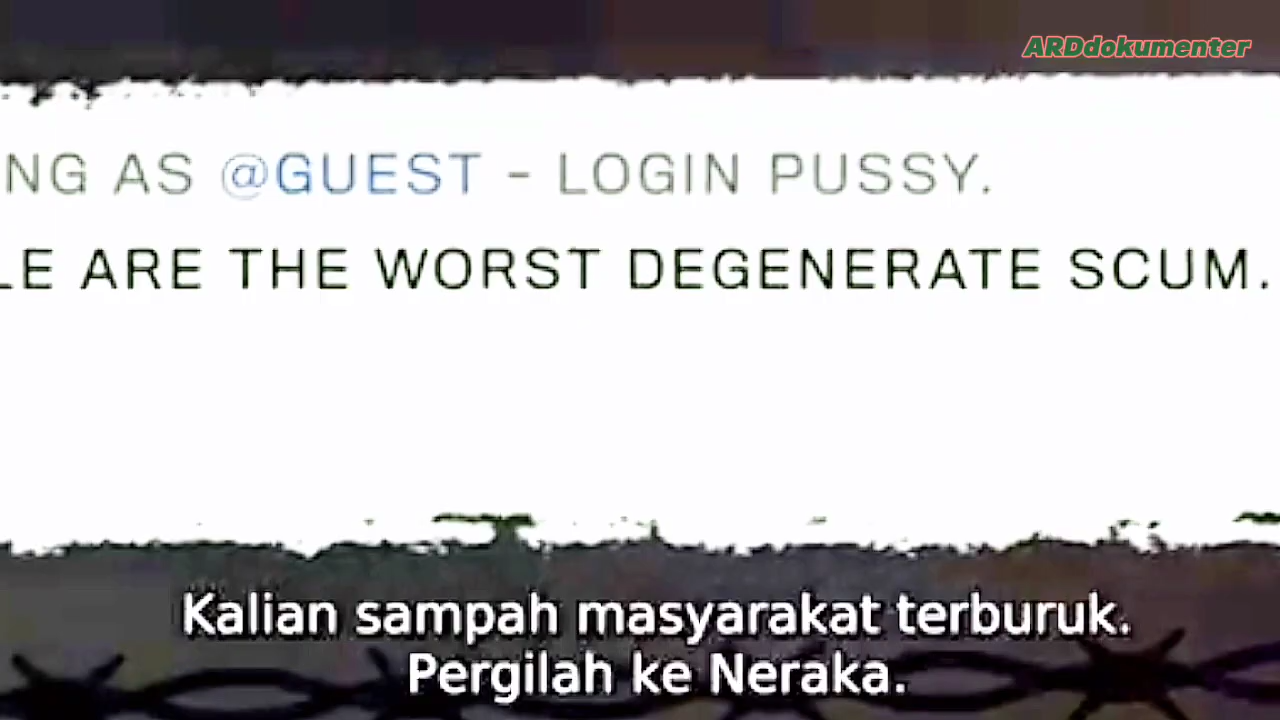 ARDdokumenter
NG AS @GUEST - LOGIN PUSSY.
LE ARE THE WORST DEGENERATE SCUM.
Kalian sampah masyarakat terburuk.
Pergilah ke Neraka.